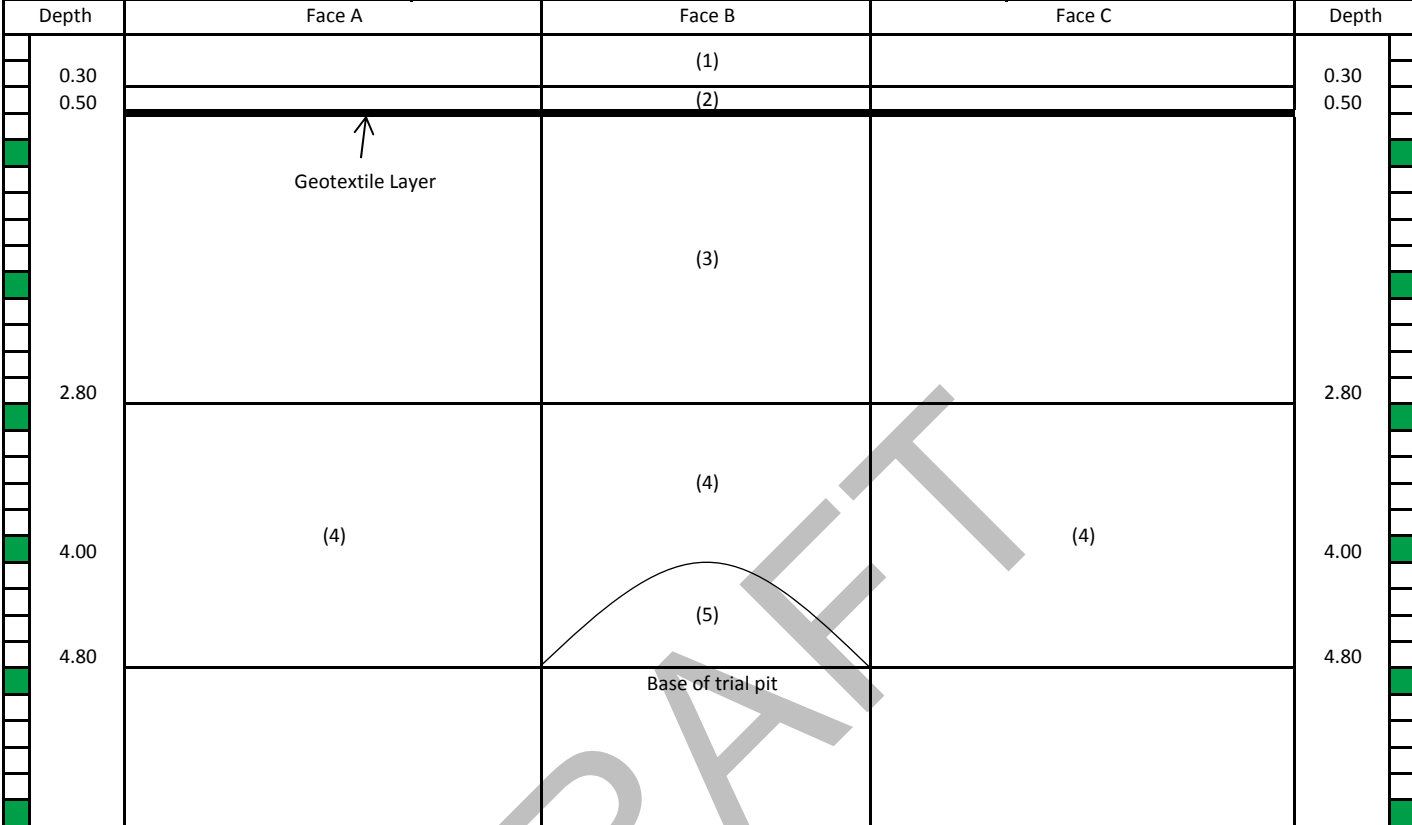 Depth Face A Face B Face C Depth
(1)
0.30 0.30
0.50 (2) 0.50
Geotextile Layer
(3)
2.80 2.80
(4)
(4) (4)
4.00 4.00
(5)
4.80 4.80
Base of trial pit
DRAFT